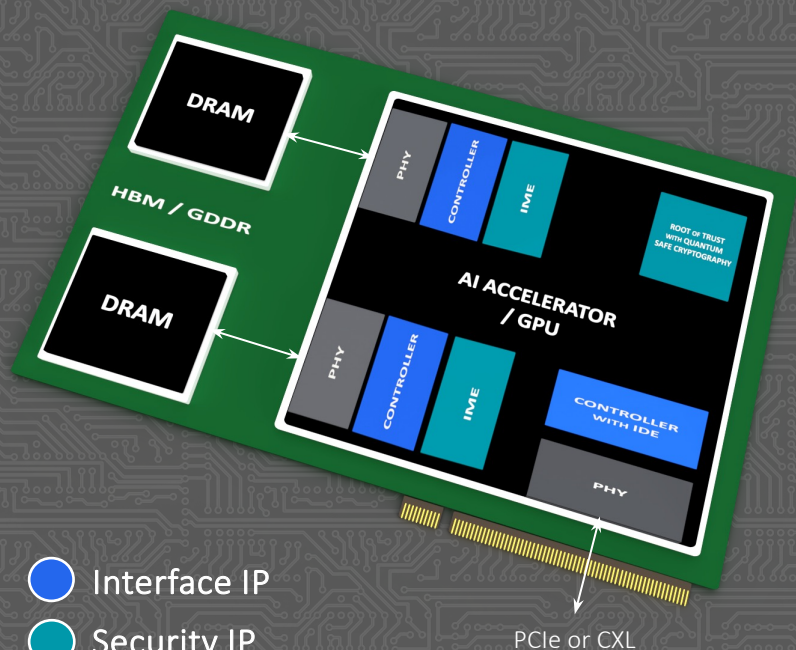 DRAM
HBM / GDDR
DRAM
PHY
CONTROLLER
IME
ROOT OF TRUST
WITH QUANTUM
SAFE CRYPTOGRAPHY
AI ACCELERATOR
/ GPU
PHY
CONTROLLER
IME
CONTROLLER
WITH IDE
PHY
Interface IP
Security IP
PCIe or CXL